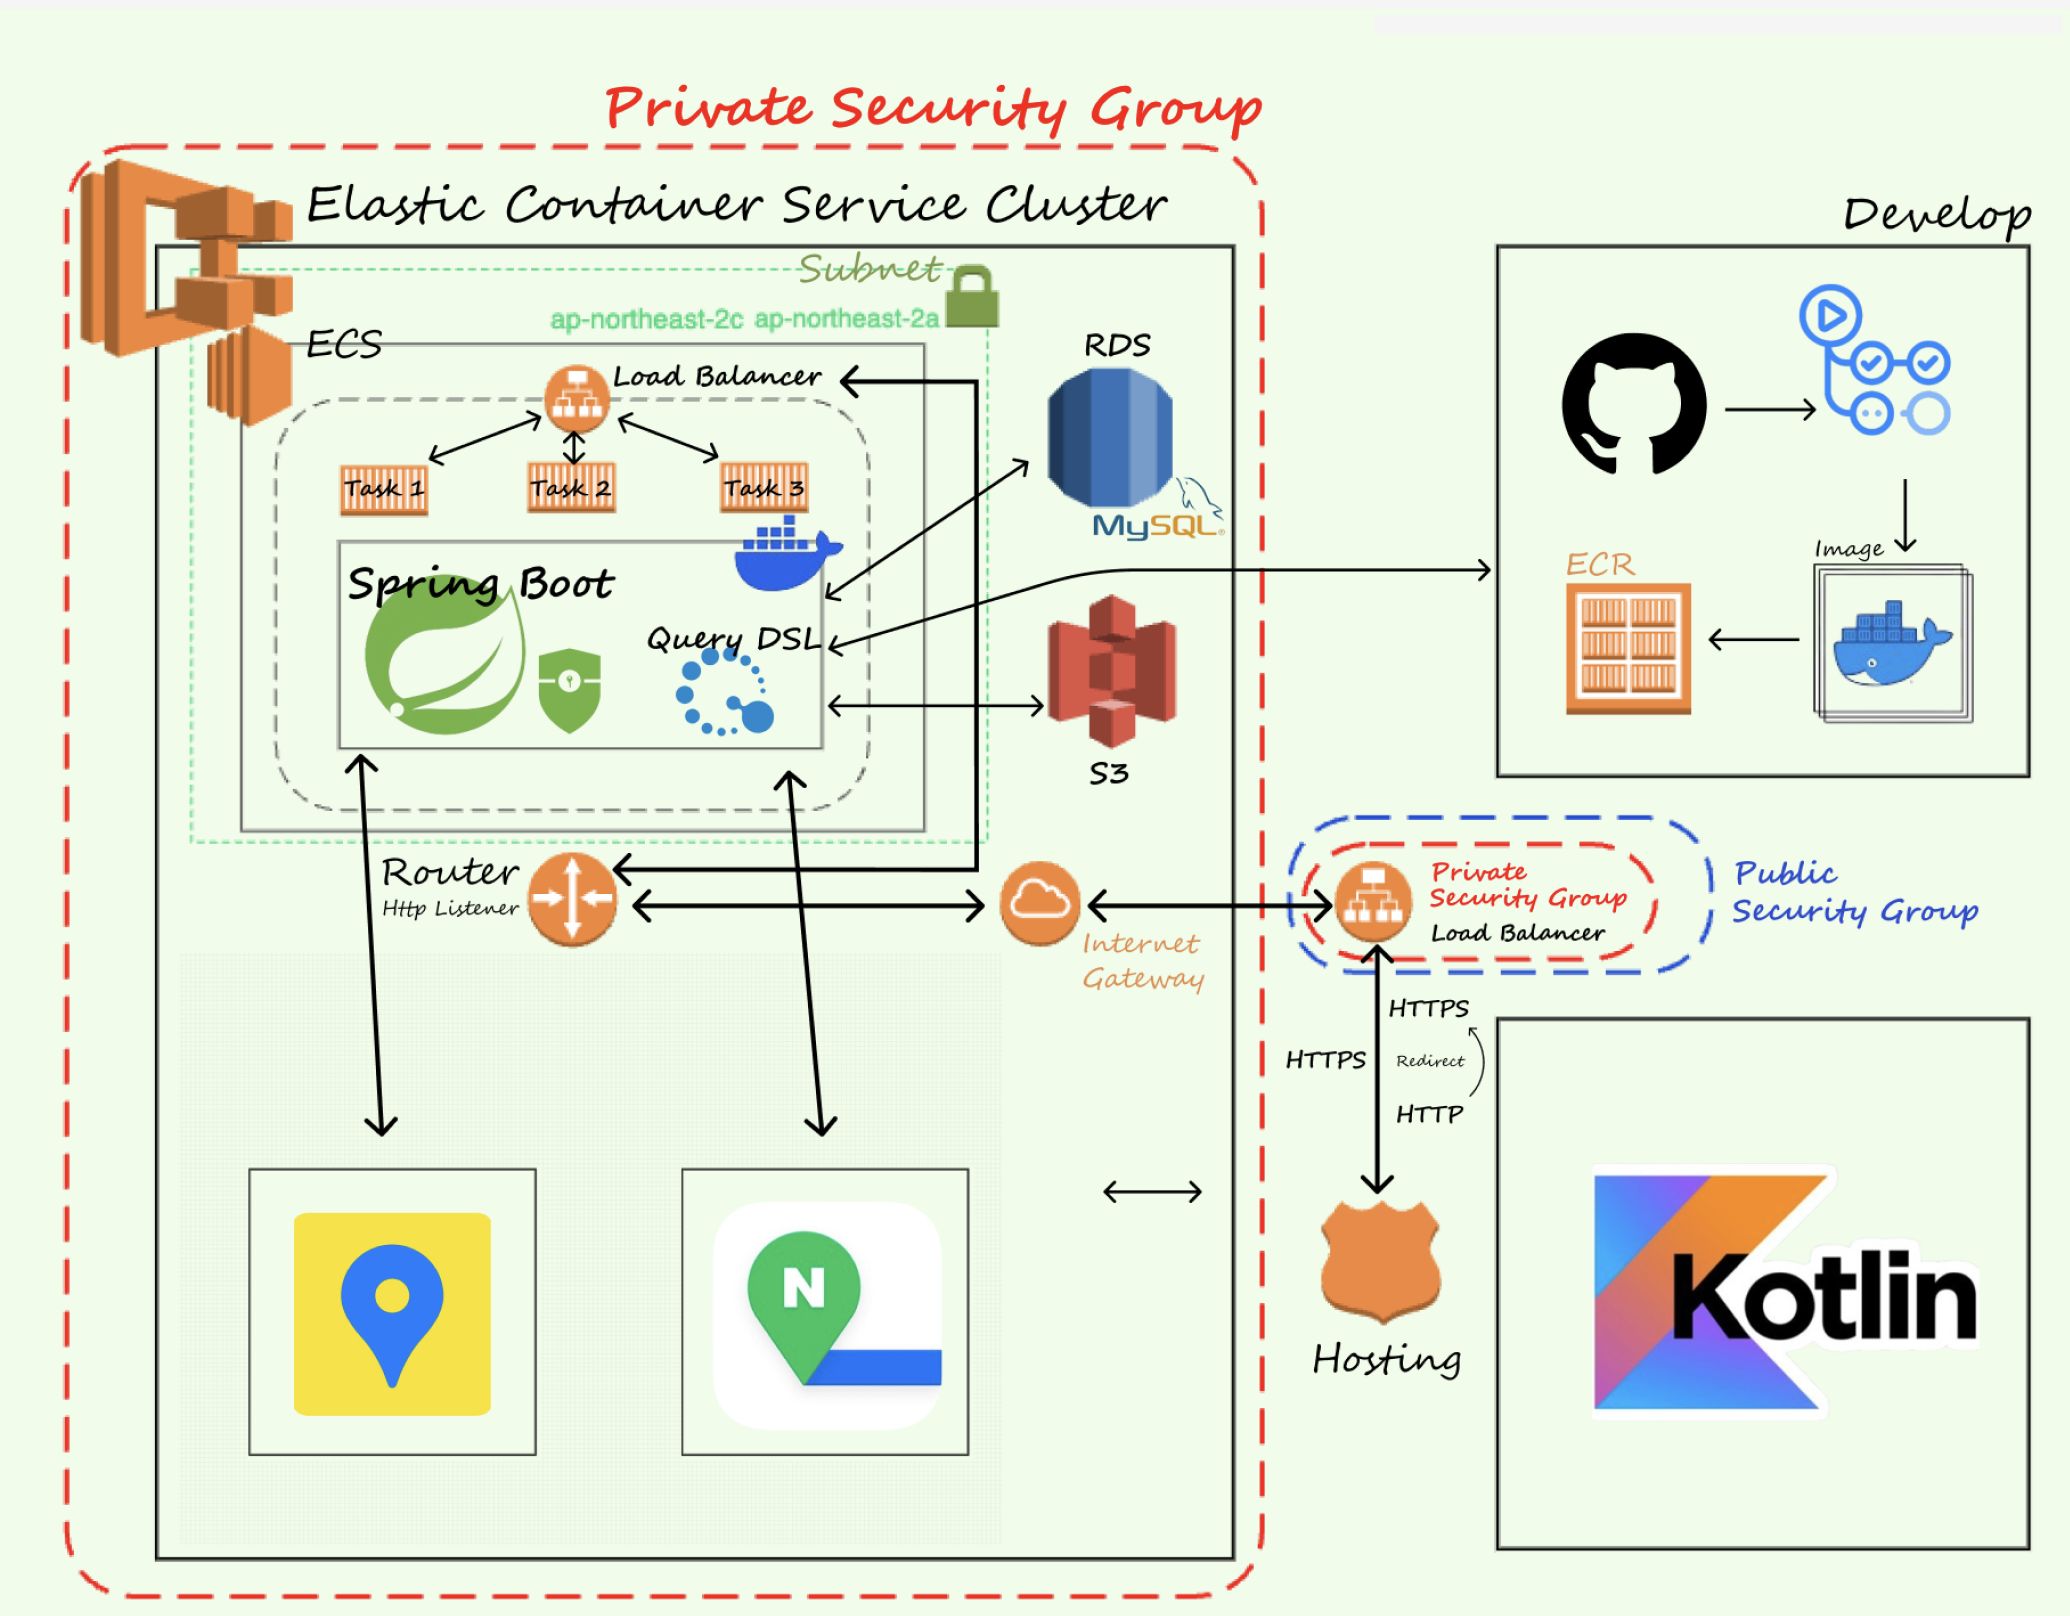 Private Security Group
Elastic Container Service Cluster
Develop
Subnet
ap-northeast-2c ap-northeast-2a
ECS
Load Balancer
RDS
Task 1
Task 2
Task 3
MySQL
Spring Boot
Query DSL
S3
Image
ECR
Router
Http Listener
Internet
Gateway
Private
Security Group
Load Balancer
Public
Security Group
HTTPS
HTTPS
Redirect
HTTP
Hosting
N
Kotlin